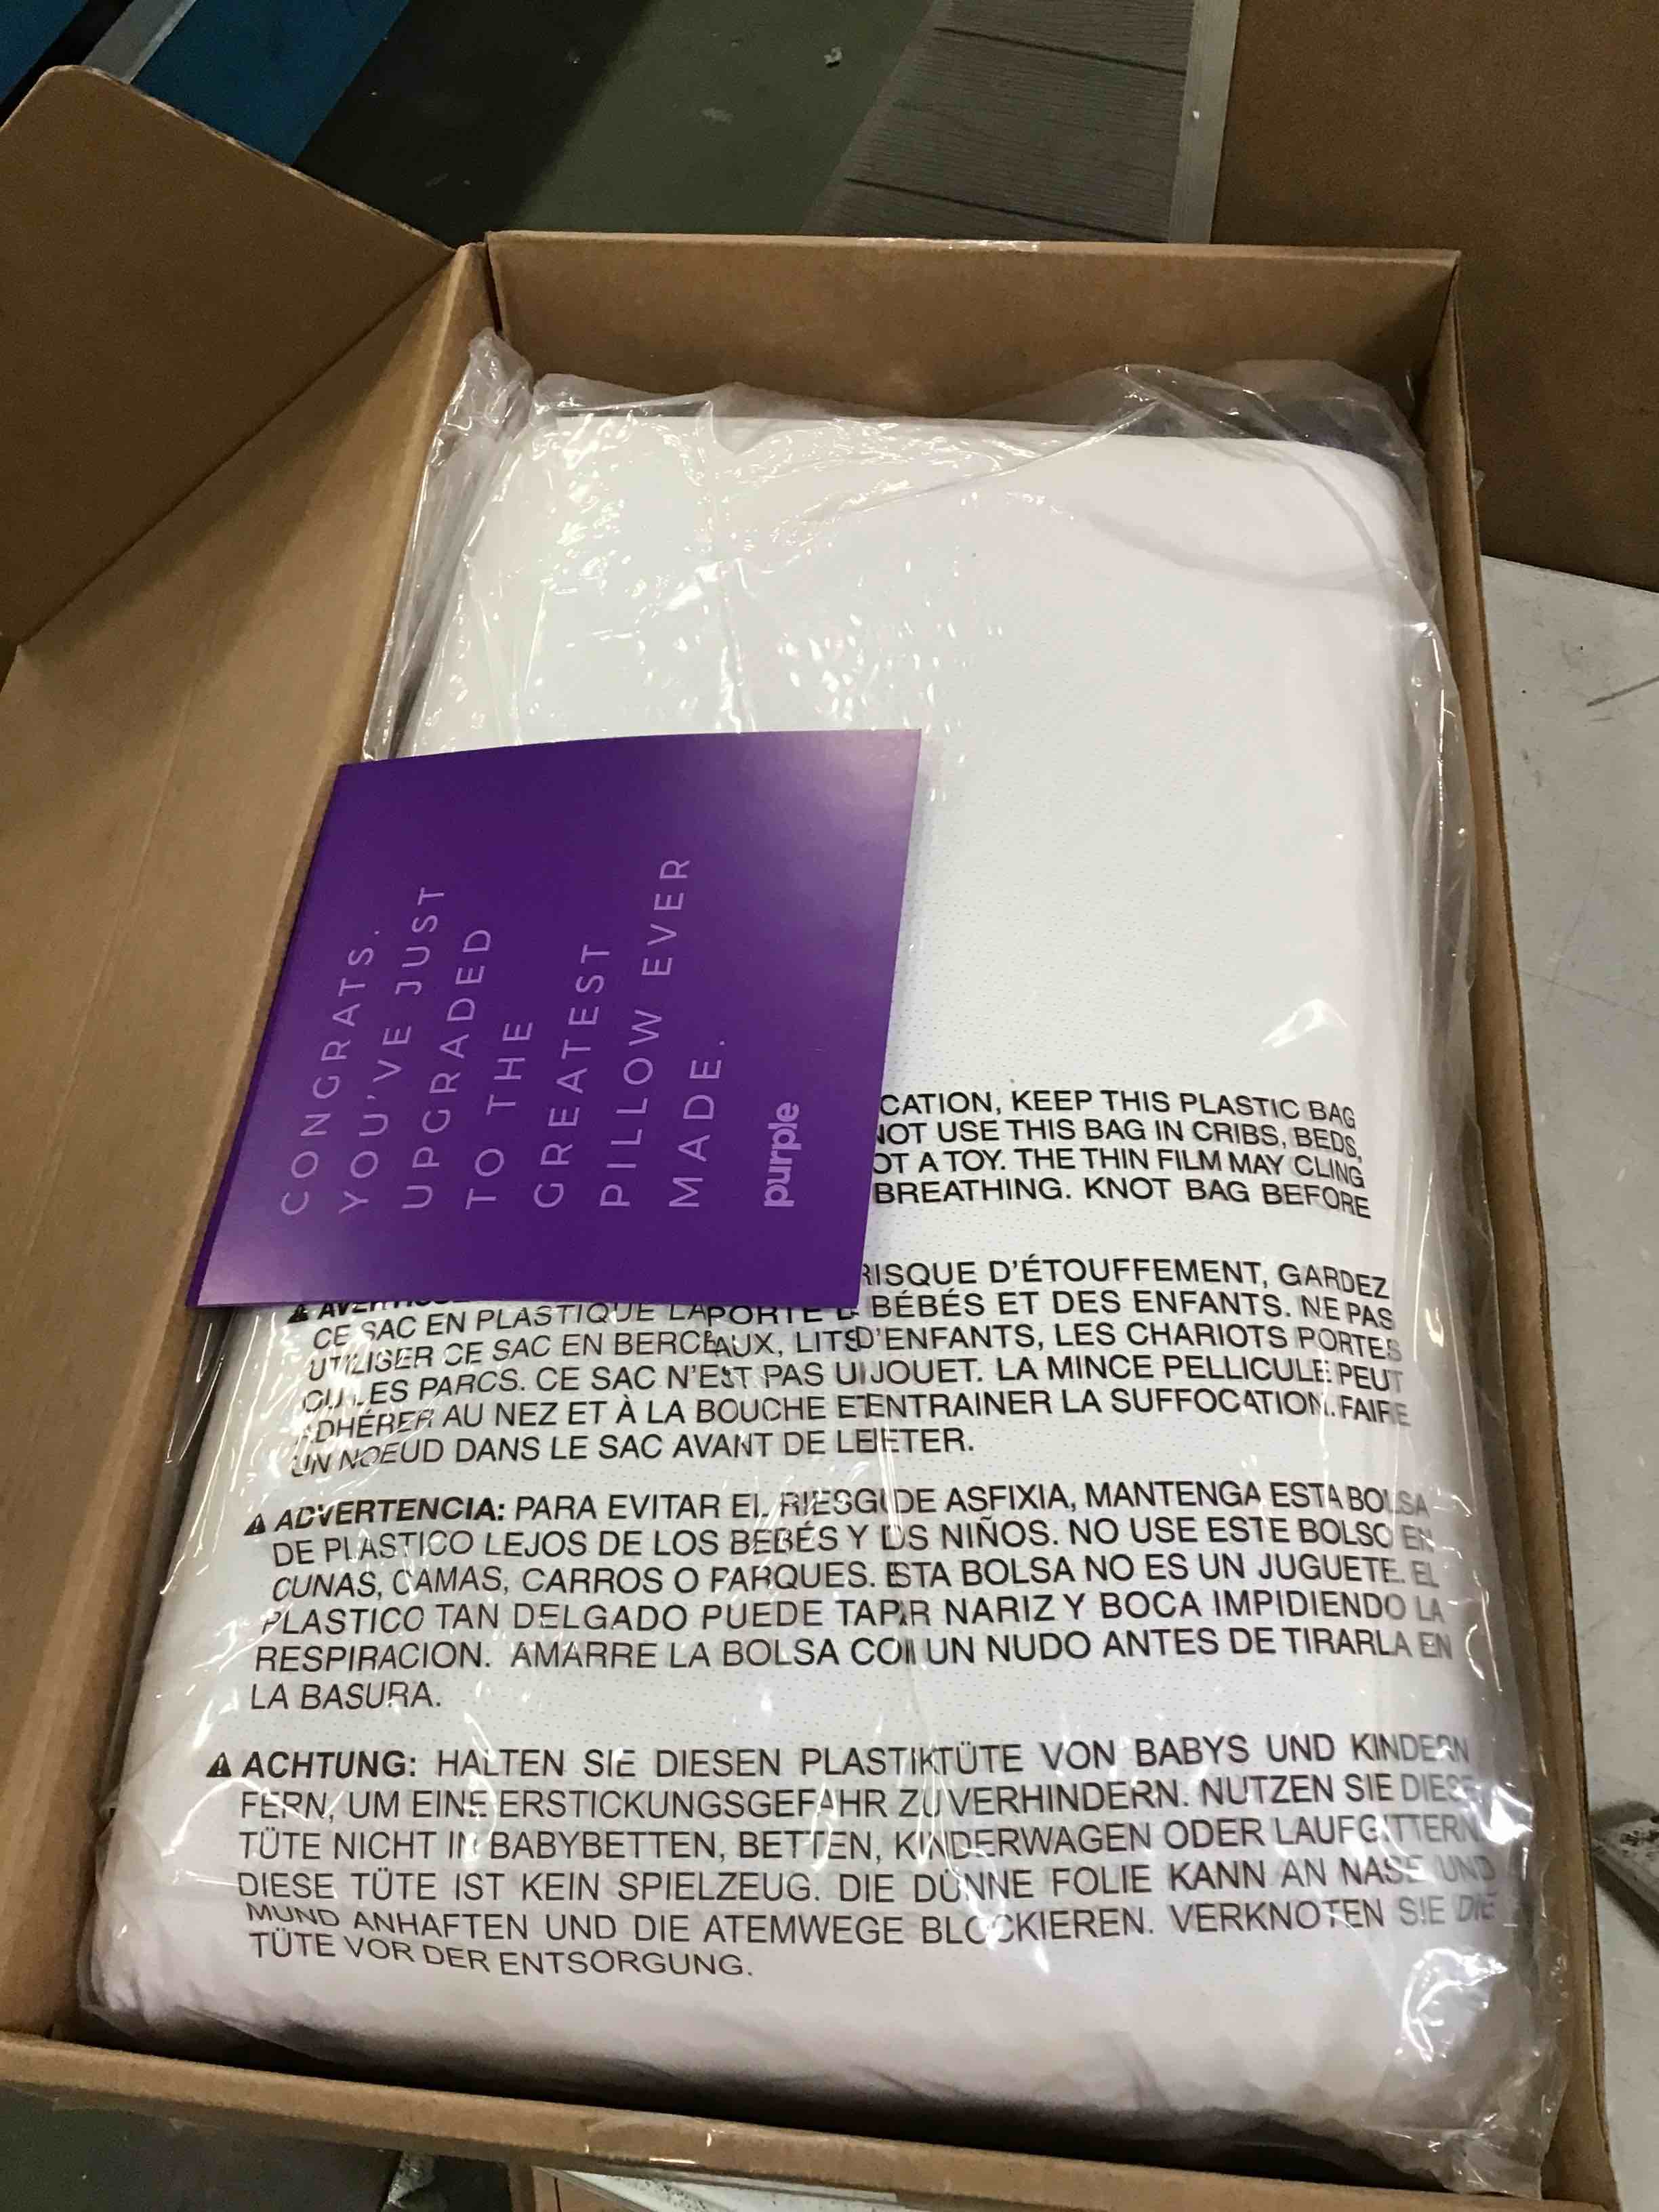 CONGRATS.
YOU'VE JUST
UPGRADED
TO THE
GREATEST
PILLOW EVER
MADE.
purple
KEEP THIS PLASTIC BAG
USE THIS BAG IN CRIBS, BEDS,
A TOY. THE THIN FILM MAY CLING
BREATHING. KNOT BAG BEFORE
RISQUE D'ÉTOUFFEMENT, GARDEZ
CE SAC EN PLASTIQUE BÉBÉS ET DES ENFANTS. NE PAS
UTILISER CE SAC EN BERCEAUX, LITS D'ENFANTS, LES CHARIOTS PORTES
OU LES PARCS. CE SAC N'EST PAS JOUET. LA MINCE PELLICULE PEUT
ADHÉRER AU NEZ ET À LA BOUCHE ET ENTRAINER LA SUFFOCATION. FAIRE
UN NOEUD DANS LE SAC AVANT DE
⚠ ADVERTENCIA: PARA EVITAR EL DE ASFIXIA, MANTENGA ESTA BOLSA
DE PLASTICO LEJOS DE LOS BEBÉS Y NIÑOS. NO USE ESTE BOLSO EN
CUNAS, CAMAS, CARROS O PARQUES. ESTA BOLSA NO ES UN JUGUETE. EL
PLASTICO TAN DELGADO PUEDE TAPAR NARIZ Y BOCA IMPIDIENDO LA
RESPIRACION. AMARRE LA BOLSA CON UN NUDO ANTES DE TIRARLA EN
LA BASURA.
⚠ ACHTUNG: HALTEN SIE DIESEN PLASTIKTÜTE VON BABYS UND KINDERN
FERN, UM EINE ERSTICKUNGSGEFAHR ZU VERHINDERN. NUTZEN SIE DIESE
TÜTE NICHT IN BABYBETTEN, BETTEN, KINDERWAGEN ODER LAUFGITTERN.
DIESE TÜTE IST KEIN SPIELZEUG. DIE DÜNNE FOLIE KANN AN NASE UND
MUND ANHAFTEN UND DIE ATEMWEGE BLOCKIEREN. VERKNOTEN SIE DIE
TÜTE VOR DER ENTSORGUNG.